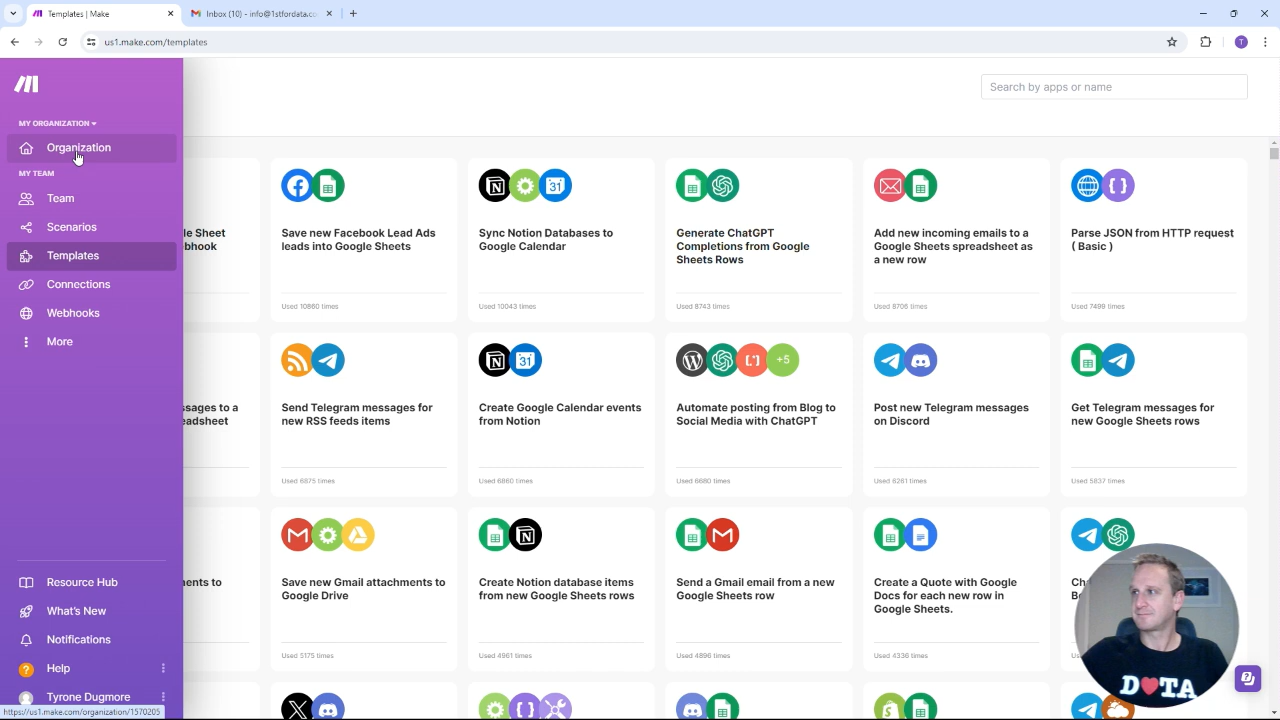 Templates | Make
Inbox (10) - info@1stfordata.co
us1.make.com/templates
MY ORGANIZATION
Organization
MY TEAM
Team
Scenarios
Templates
Connections
Webhooks
More
Resource Hub
What's New
Notifications
? Help
Tyrone Dugmore
https://us1.make.com/organization/1570205
Search by apps or name
T
le Sheet
bhook
Save new Facebook Lead Ads
leads into Google Sheets
Used 10860 times
31
Sync Notion Databases to
Google Calendar
Used 10043 times
Generate ChatGPT
Completions from Google
Sheets Rows
Used 8743 times
Add new incoming emails to a
Google Sheets spreadsheet as
a new row
Used 8706 times
Parse JSON from HTTP request
( Basic )
Used 7499 times
ssages to a
eadsheet
Send Telegram messages for
new RSS feeds items
Used 6875 times
31
Create Google Calendar events
from Notion
Used 6860 times
+5
Automate posting from Blog to
Social Media with ChatGPT
Used 6680 times
Post new Telegram messages
on Discord
Used 6261 times
Get Telegram messages for
new Google Sheets rows
Used 5837 times
nents to
Save new Gmail attachments to
Google Drive
Used 5175 times
Create Notion database items
from new Google Sheets rows
Used 4961 times
Send a Gmail email from a new
Google Sheets row
Used 4896 times
Create a Quote with Google
Docs for each new row in
Google Sheets.
Used 4336 times
D TA